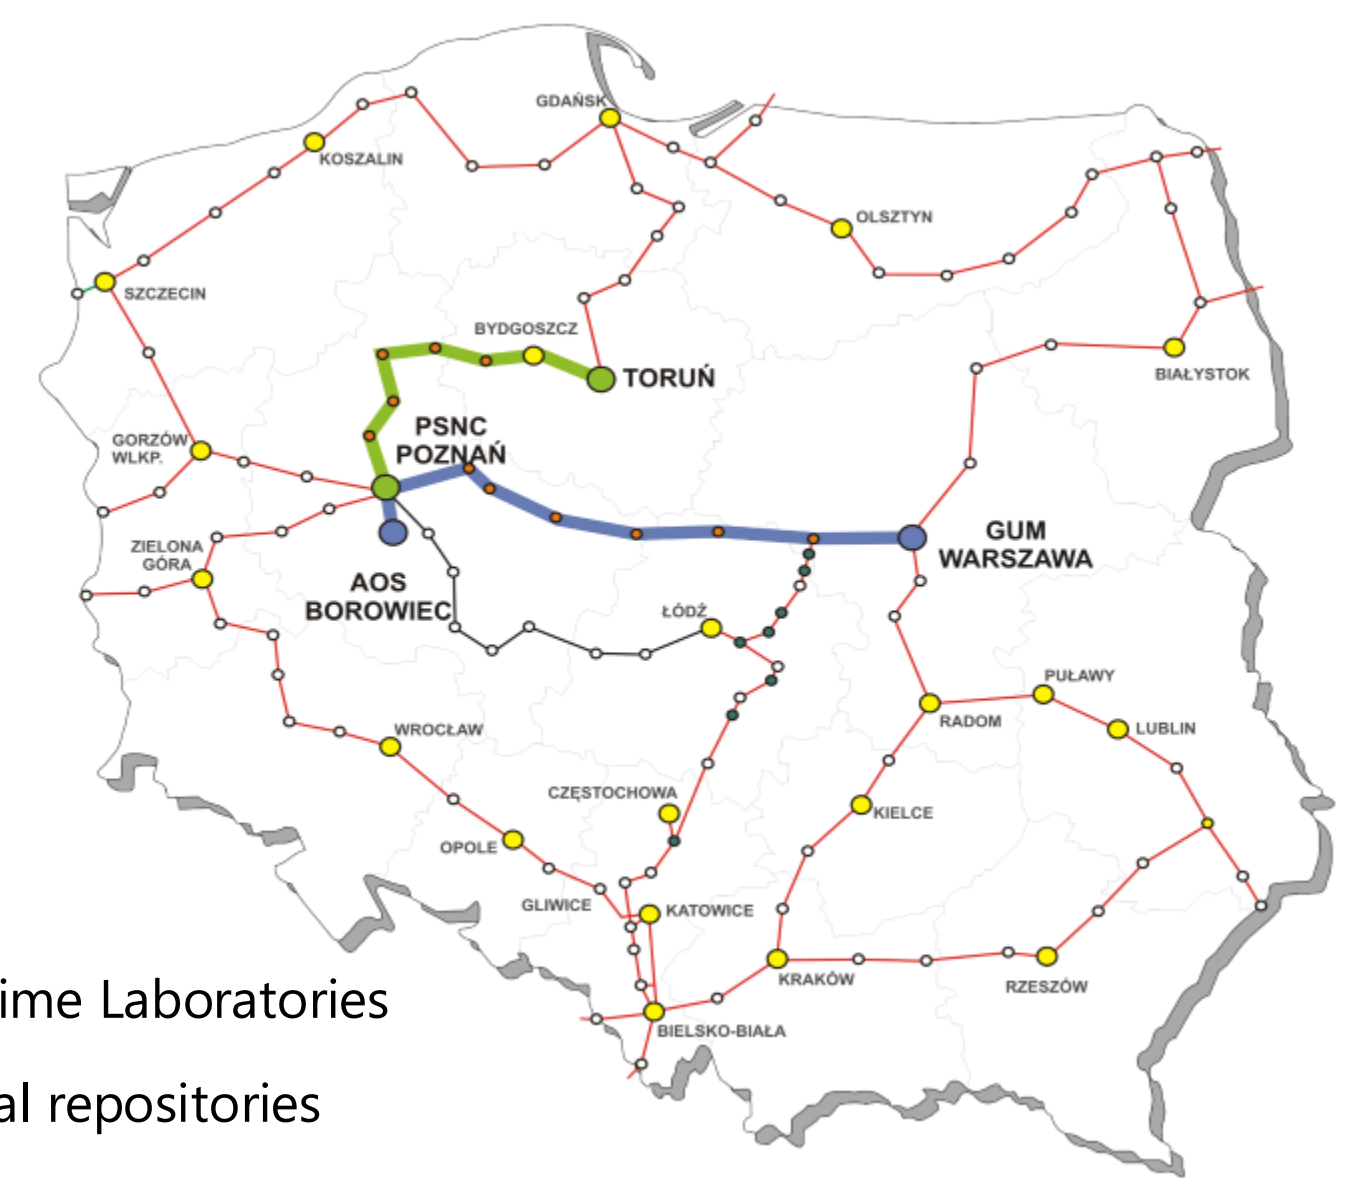 GDAŃSK
KOSZALIN
OLSZTYN
SZCZECIN
BYDGOSZCZ
TORUŃ
BIAŁYSTOK
PSNC
POZNAŃ
GORZÓW
WLKP.
GUM
WARSZAWA
ZIELONA
GÓRA
AOS
BOROWIEC
ŁÓDŹ
PUŁAWY
RADOM
LUBLIN
WROCŁAW
CZĘSTOCHOWA
KIELCE
OPOLE
GLIWICE
KATOWICE
KRAKÓW
RZESZÓW
ime Laboratories
BIELSKO-BIAŁA
al repositories